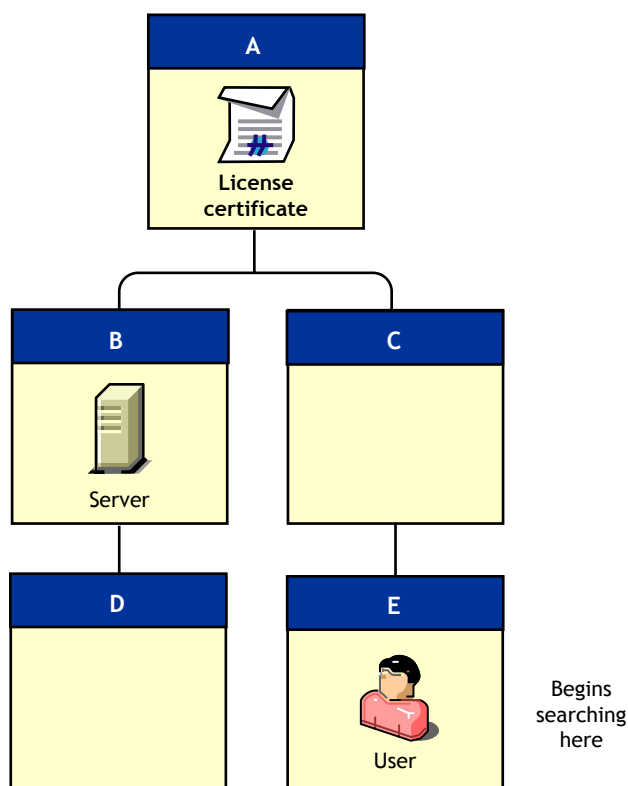 A
License
certificate
B
C
Server
D
E
User
Begins
searching
here